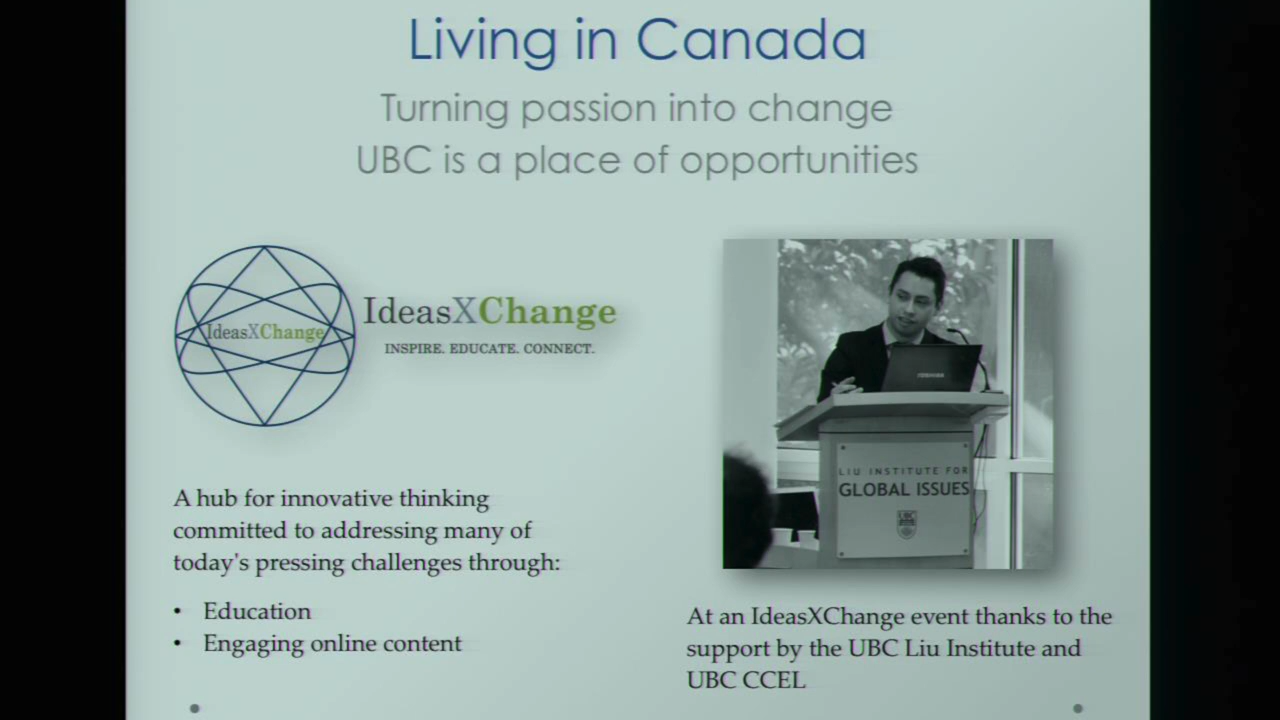 Living in Canada
Turning passion into change
UBC is a place of opportunities
IdeasXChange
IdeasXChange
INSPIRE. EDUCATE. CONNECT.
A hub for innovative thinking
committed to addressing many of
today's pressing challenges through:
• Education
• Engaging online content
TOSHIBA
LIU INSTITUTE FOR
GLOBAL ISSUES
UBC
At an IdeasXChange event thanks to the
support by the UBC Liu Institute and
UBC CCEL